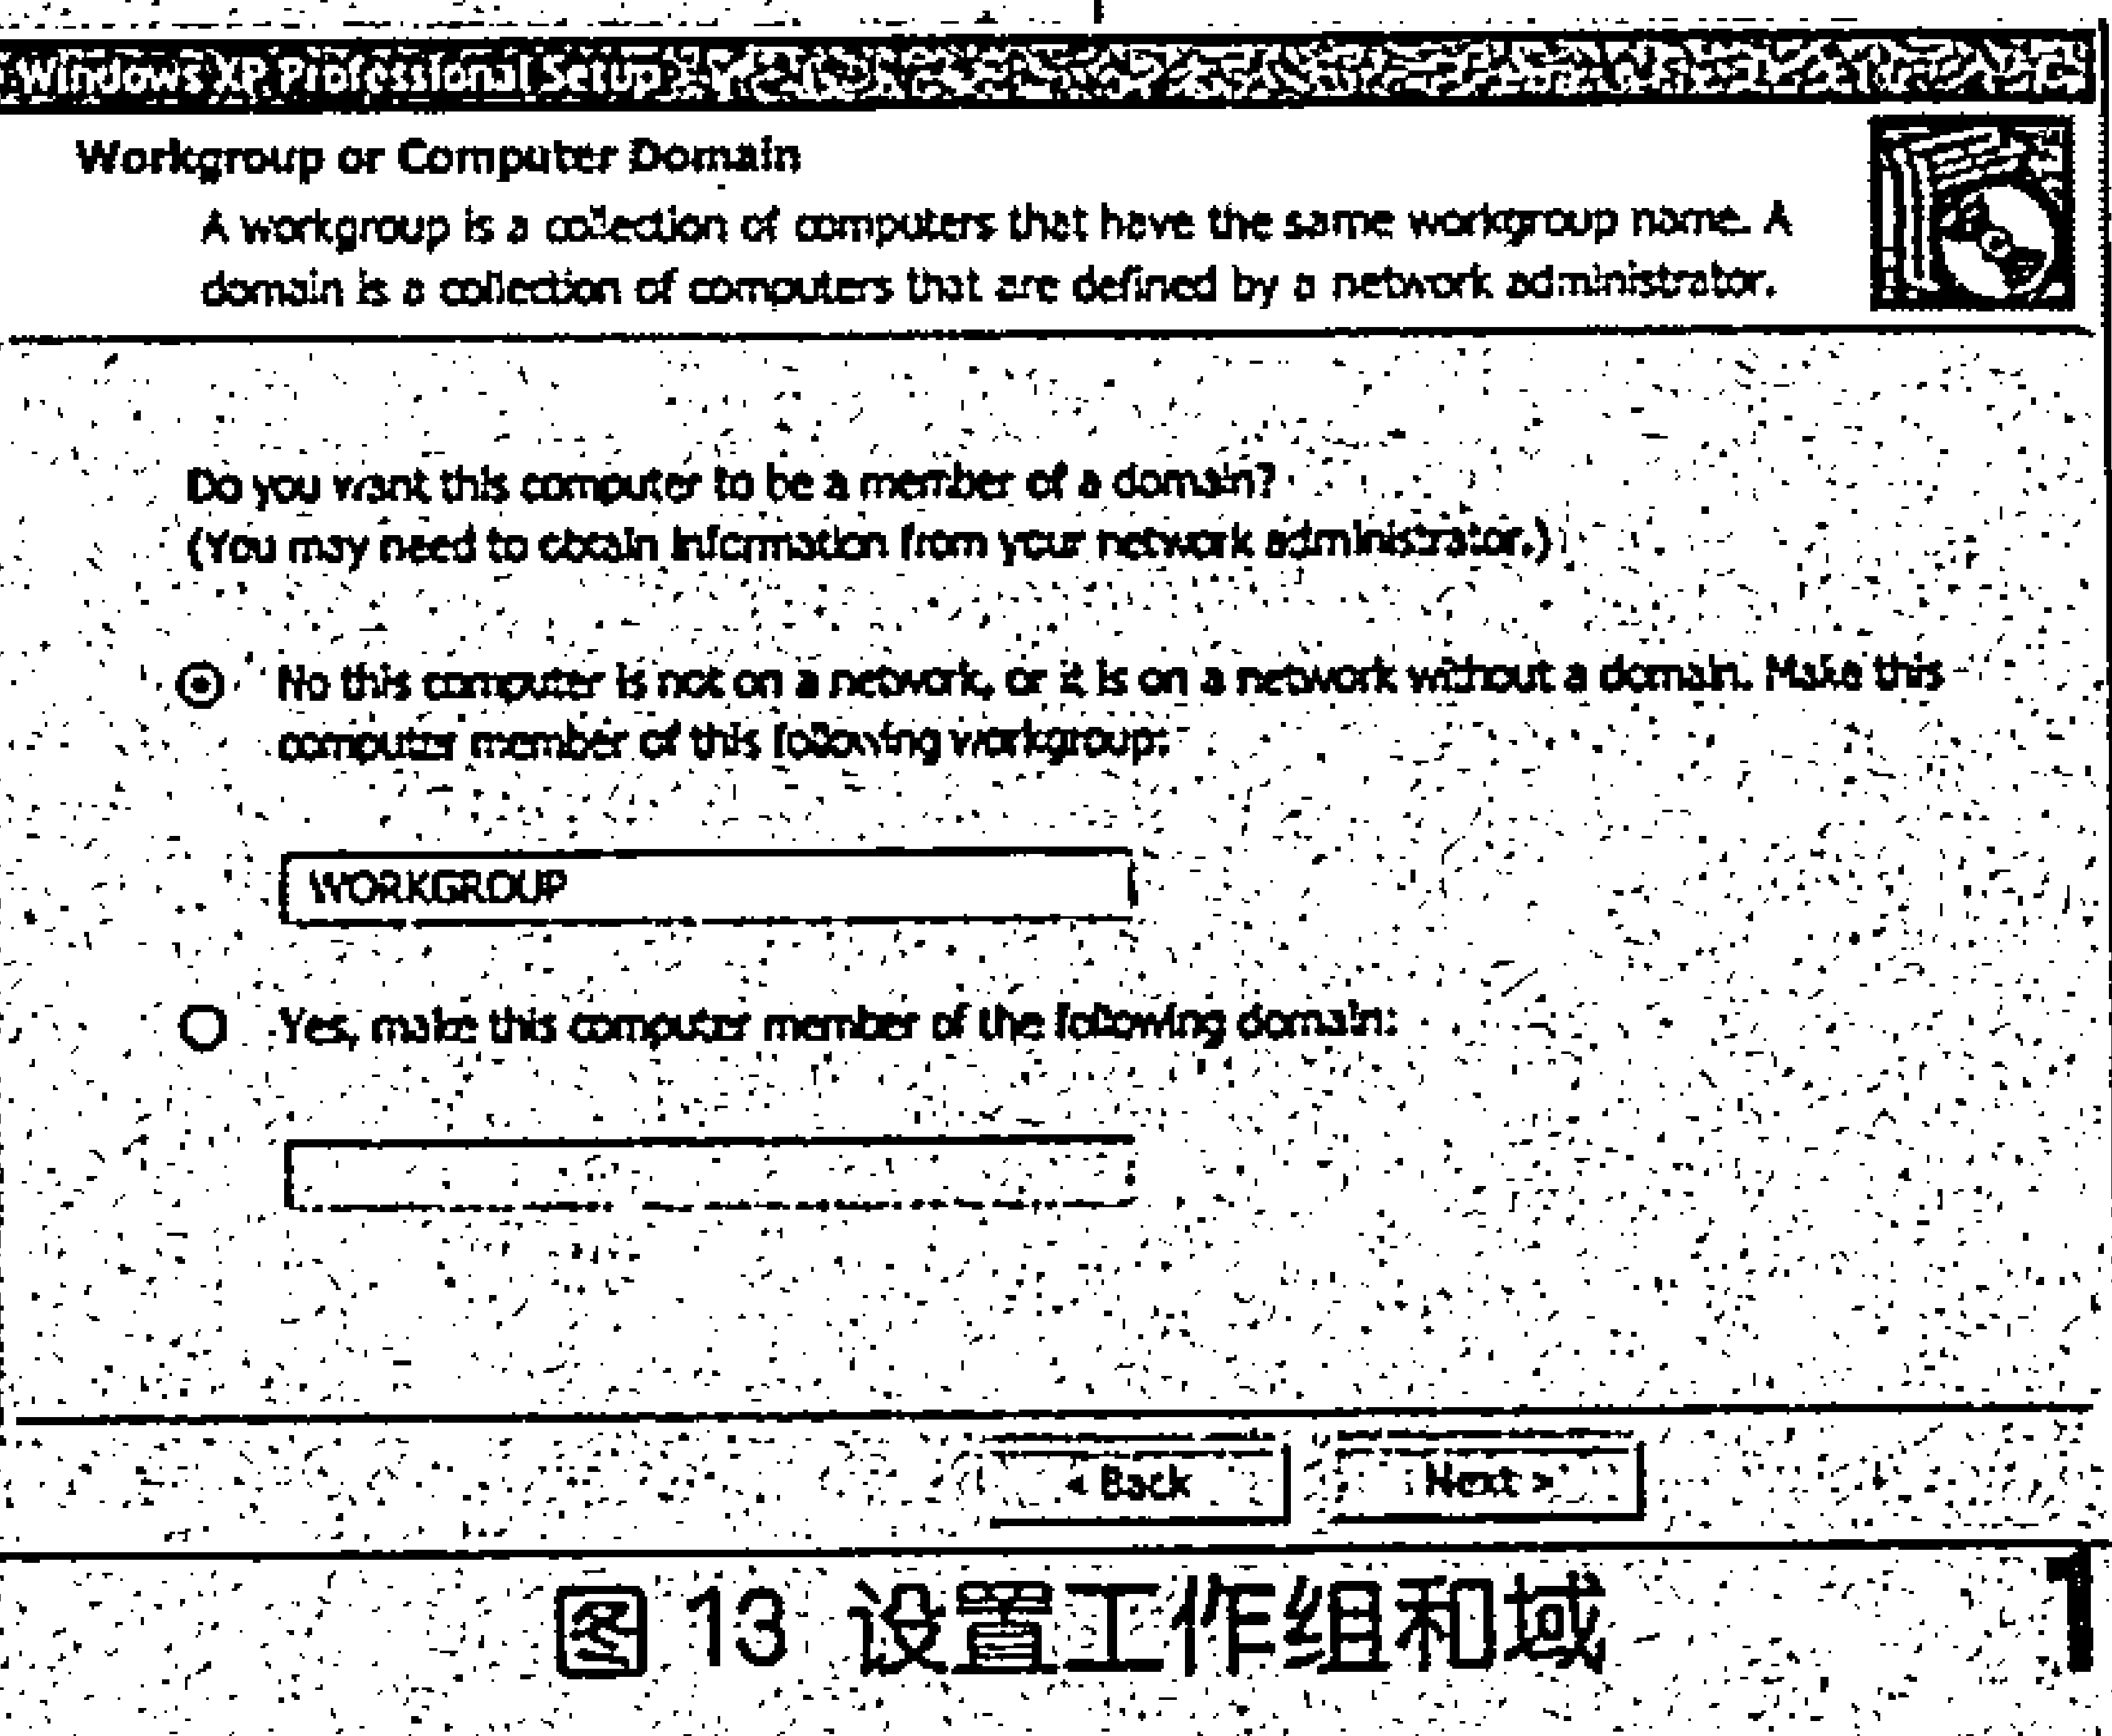 Windows XP Professional Setup
Workgroup or Computer Domain
A workgroup is a collection of computers that have the same workgroup name. A
domain is a collection of computers that are defined by a network administrator.
Do you want this computer to be a member of a domain?
(You may need to obtain information from your network administrator.)
No this computer is not on a network, or it is on a network without a domain. Make this
computer member of this following workgroup:
WORKGROUP
Yes, make this computer member of the following domain:
< Back Next >
图 13 设置工作组和域
1